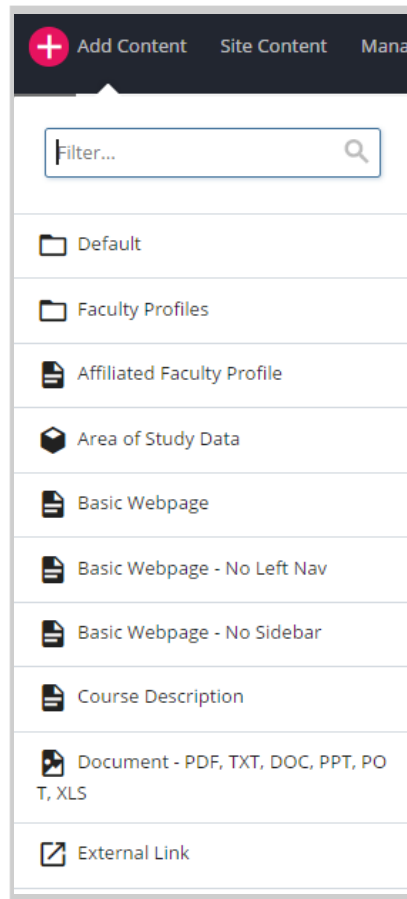 Add Content Site Content Mana
Filter...
Default
Faculty Profiles
Affiliated Faculty Profile
Area of Study Data
Basic Webpage
Basic Webpage - No Left Nav
Basic Webpage - No Sidebar
Course Description
Document - PDF, TXT, DOC, PPT, PO
T, XLS
External Link